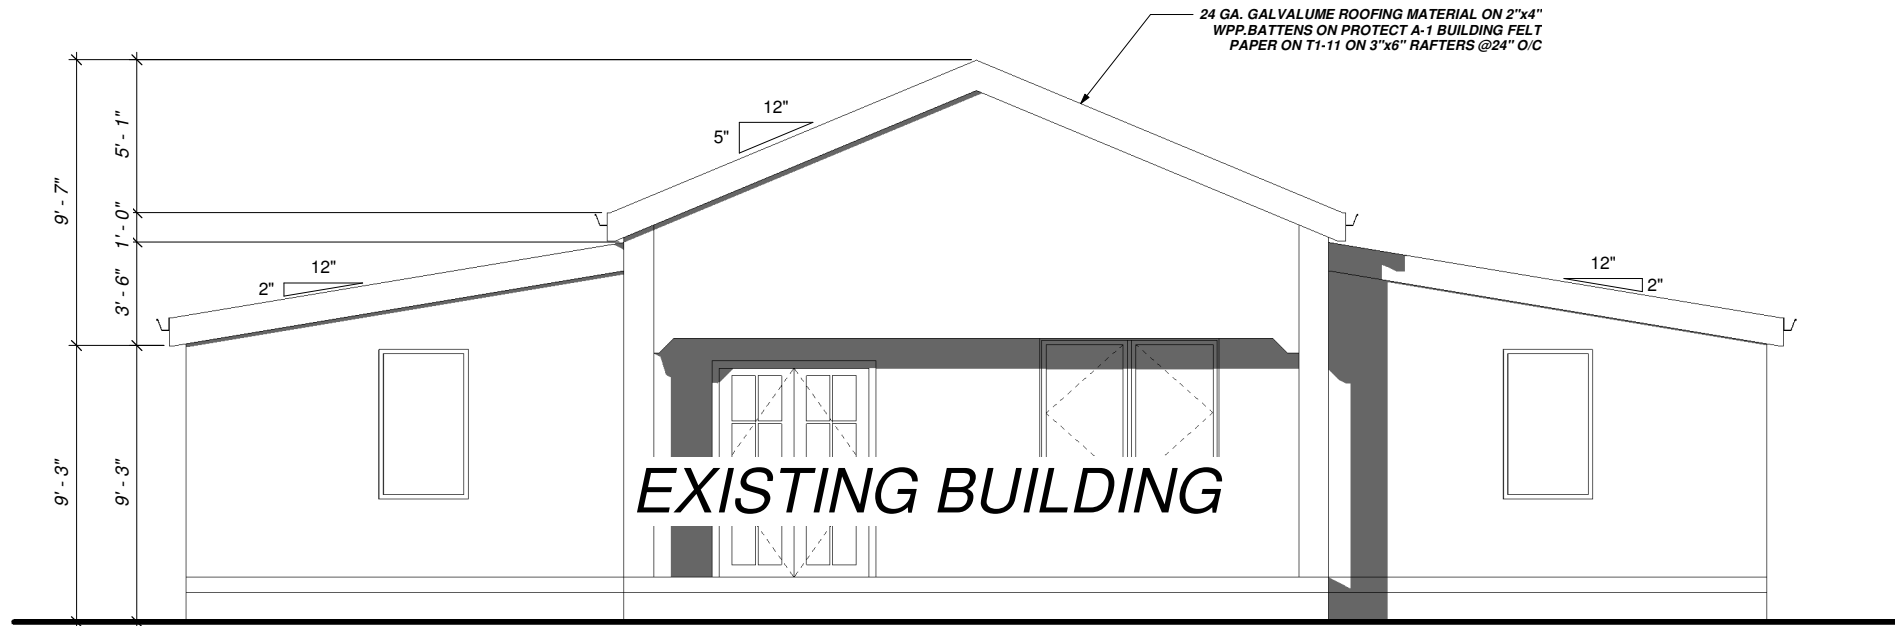 24 GA. GALVALUME ROOFING MATERIAL ON 2"x4"
WPP.BATTENS ON PROTECT A-1 BUILDING FELT
PAPER ON T1-11 ON 3"x6" RAFTERS @24" O/C
12"
5"
5' - 1"
9' - 7"
1' - 0"
12"
2"
3' - 6"
12"
2"
9' - 3"
9' - 3"
EXISTING BUILDING